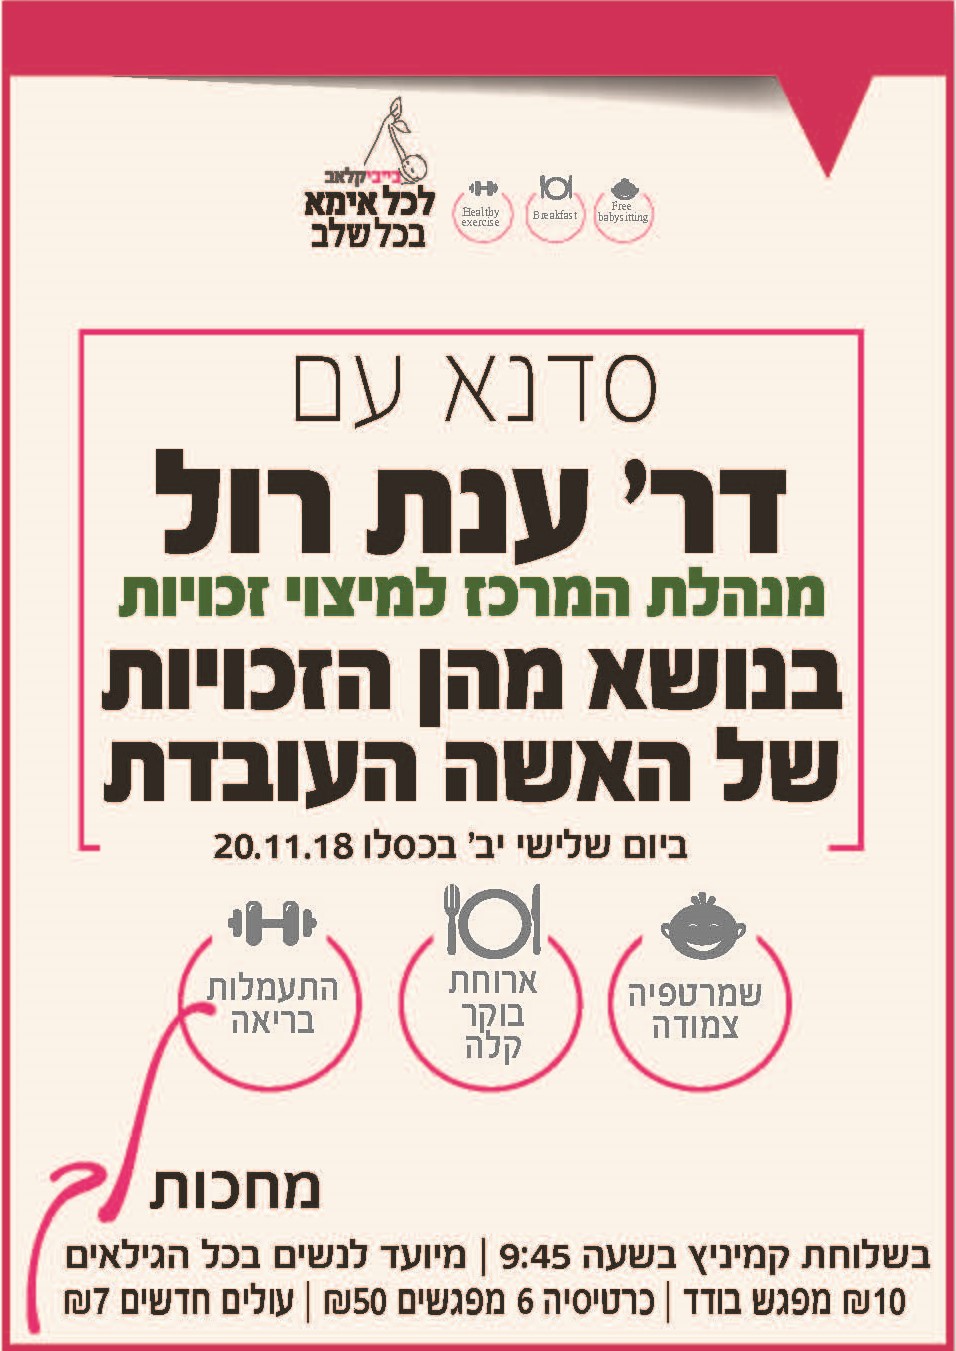 בייביקלאב
לכל אימא
בכל שלב
Healthy
exercise
Breakfast
Free
babysitting
סדנא עם
דר' ענת רול
מנהלת המרכז למיצוי זכויות
בנושא מהן הזכויות
של האשה העובדת
ביום שלישי יב' בכסלו 20.11.18
שמרטפיה
צמודה
ארוחת
בוקר
קלה
התעמלות
בריאה
מחכות לך
בשלוחת קמיניץ בשעה 9:45 | מיועד לנשים בכל הגילאים
10₪ מפגש בודד | כרטיסיה 6 מפגשים 50₪ | עולים חדשים 7₪